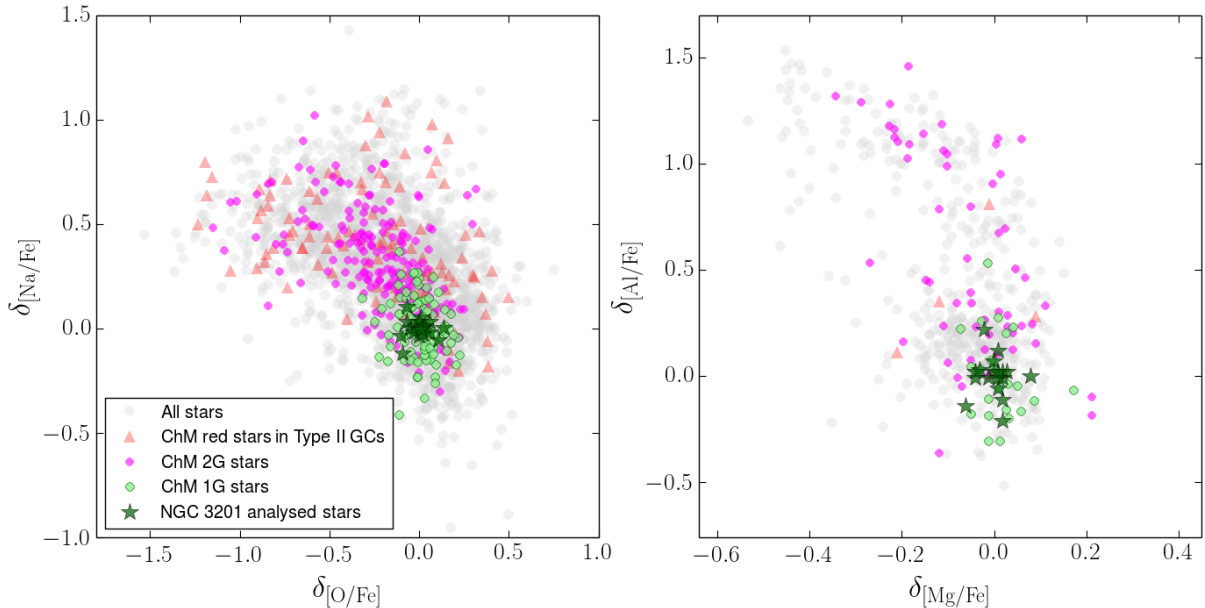 1.5
1.0
0.5
0.0
−0.5
−1.0
δ[Na/Fe]
All stars
ChM red stars in Type II GCs
ChM 2G stars
ChM 1G stars
NGC 3201 analysed stars
−1.5 −1.0 −0.5 0.0 0.5 1.0
δ[O/Fe]
1.5
1.0
0.5
0.0
−0.5
δ[Al/Fe]
−0.6 −0.4 −0.2 0.0 0.2 0.4
δ[Mg/Fe]